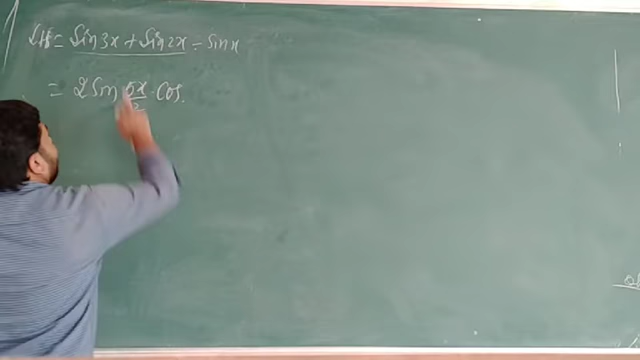 LHS = Sin3x + Sin2x - Sinx
= 2Sin 5x/2 . Cos